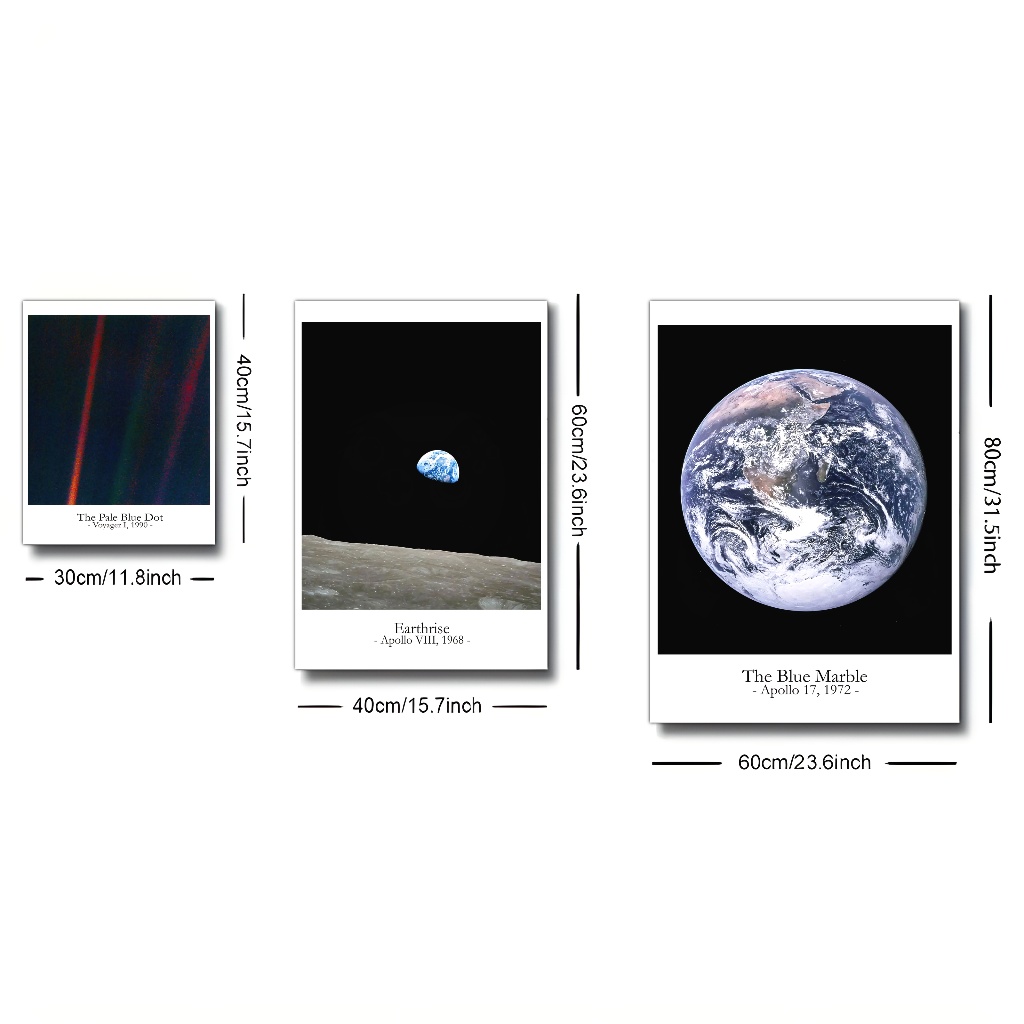 40cm/15.7inch
The Pale Blue Dot
- Voyager I, 1990 -
30cm/11.8inch
60cm/23.6inch
Earthrise
- Apollo VIII, 1968 -
40cm/15.7inch
80cm/31.5inch
The Blue Marble
- Apollo 17, 1972 -
60cm/23.6inch